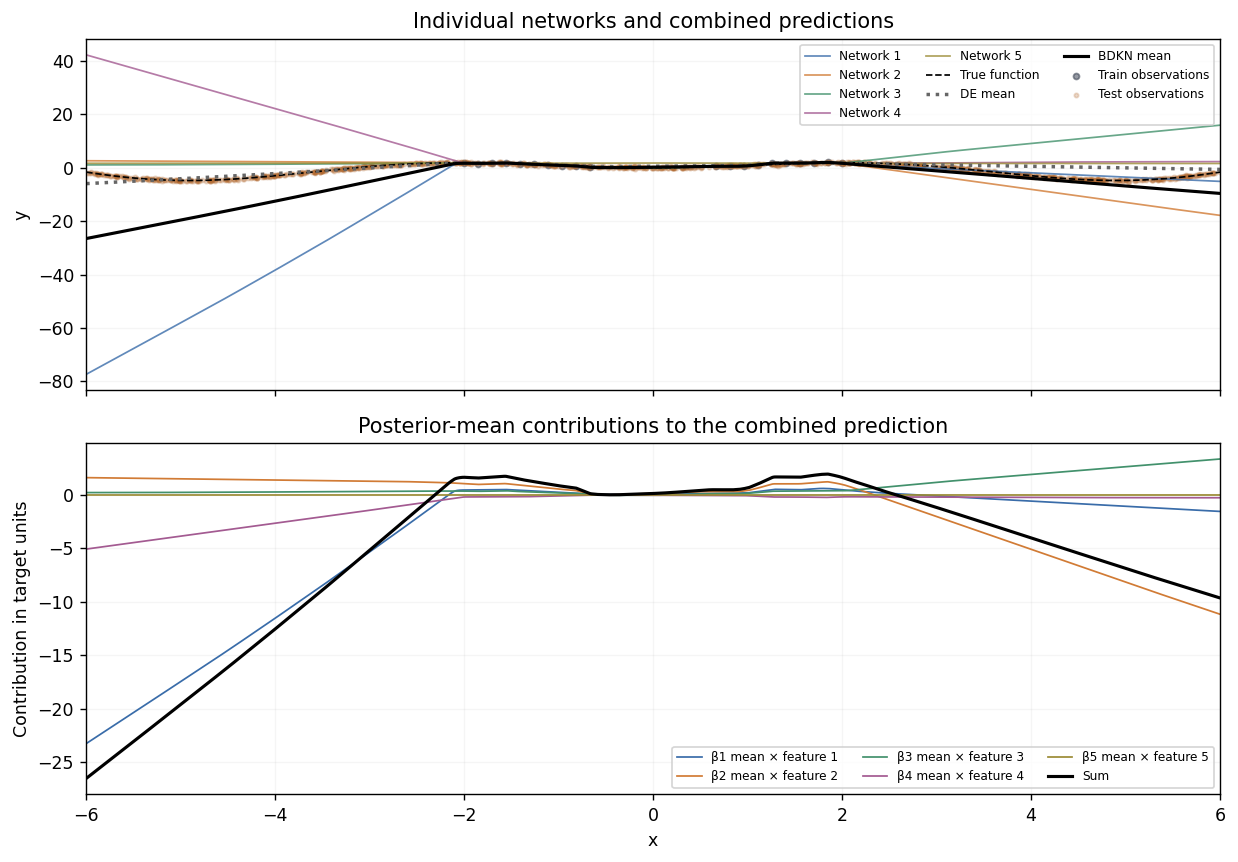 Individual networks and combined predictions
40
20
0
−20
−40
−60
−80
y
Network 1
Network 2
Network 3
Network 4
Network 5
True function
DE mean
BDKN mean
Train observations
Test observations
Posterior-mean contributions to the combined prediction
0
−5
−10
−15
−20
−25
Contribution in target units
β1 mean × feature 1
β2 mean × feature 2
β3 mean × feature 3
β4 mean × feature 4
β5 mean × feature 5
Sum
−6
−4
−2
0
2
4
6
x